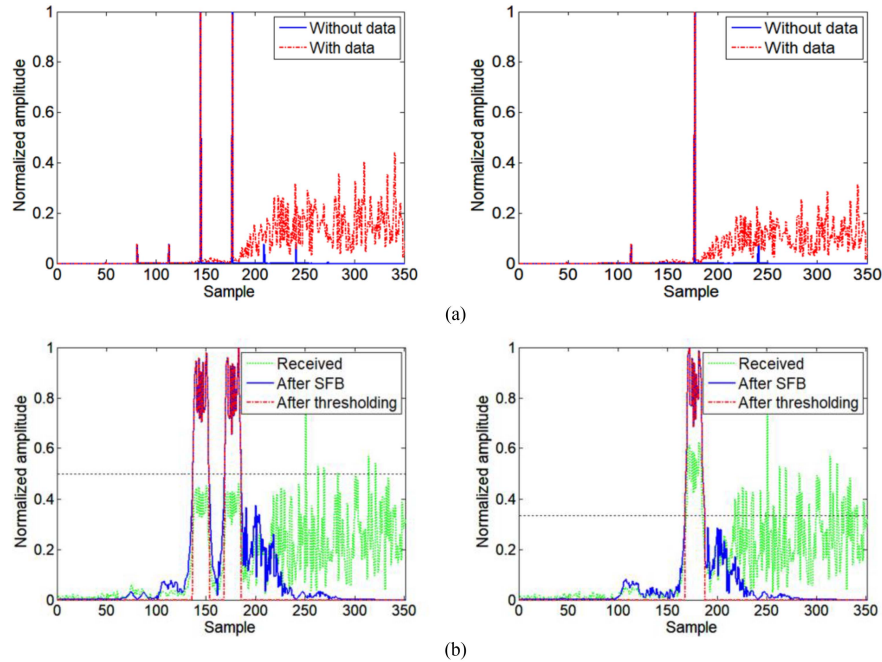 Without data
With data
Normalized amplitude
1
0.8
0.6
0.4
0.2
0
0 50 100 150 200 250 300 350
Sample
Without data
With data
Normalized amplitude
1
0.8
0.6
0.4
0.2
0
0 50 100 150 200 250 300 350
Sample
(a)
Received
After SFB
After thresholding
Normalized amplitude
1
0.8
0.6
0.4
0.2
0
0 50 100 150 200 250 300 350
Sample
Received
After SFB
After thresholding
Normalized amplitude
1
0.8
0.6
0.4
0.2
0
0 50 100 150 200 250 300 350
Sample
(b)